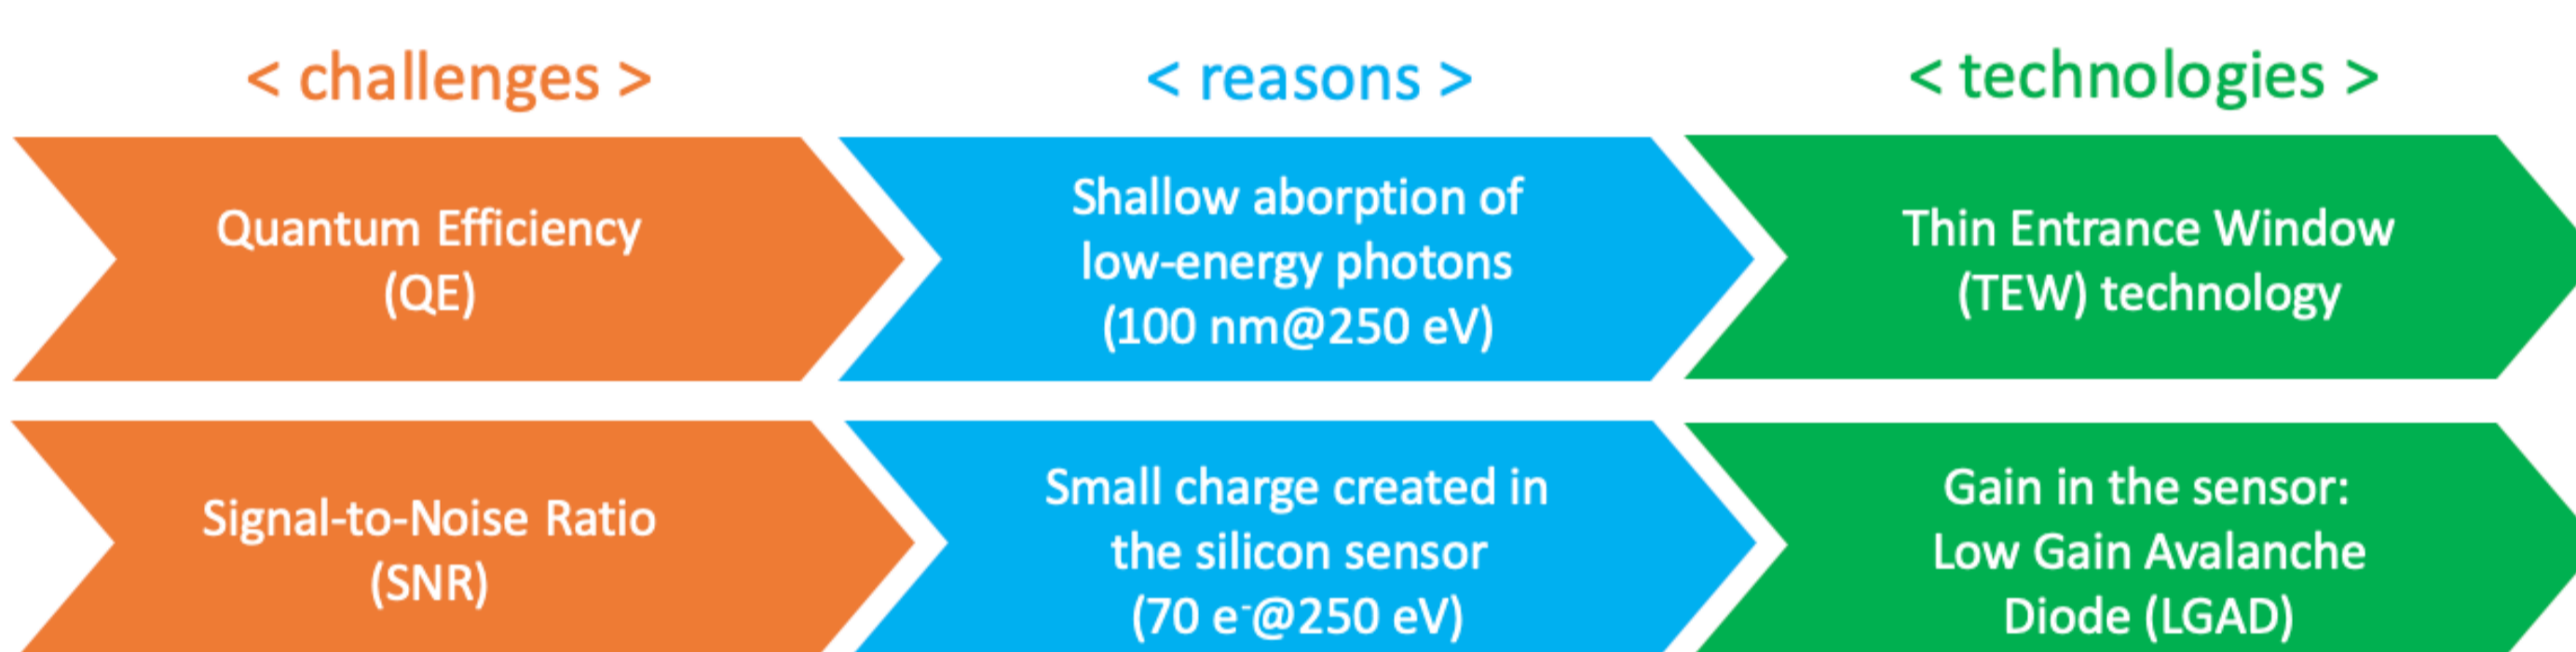 < challenges >
< reasons >
< technologies >
Quantum Efficiency
(QE)
Shallow aborption of
low-energy photons
(100 nm@250 eV)
Thin Entrance Window
(TEW) technology
Signal-to-Noise Ratio
(SNR)
Small charge created in
the silicon sensor
(70 e⁻@250 eV)
Gain in the sensor:
Low Gain Avalanche
Diode (LGAD)